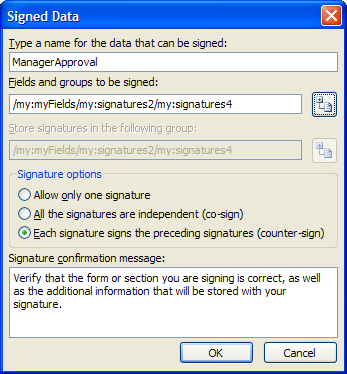 Signed Data
Type a name for the data that can be signed:
ManagerApproval
Fields and groups to be signed:
/my:myFields/my:signatures2/my:signatures4
Store signatures in the following group:
/my:myFields/my:signatures2/my:signatures4
Signature options
Allow only one signature
All the signatures are independent (co-sign)
Each signature signs the preceding signatures (counter-sign)
Signature confirmation message:
Verify that the form or section you are signing is correct, as well
as the additional information that will be stored with your
signature.
OK
Cancel